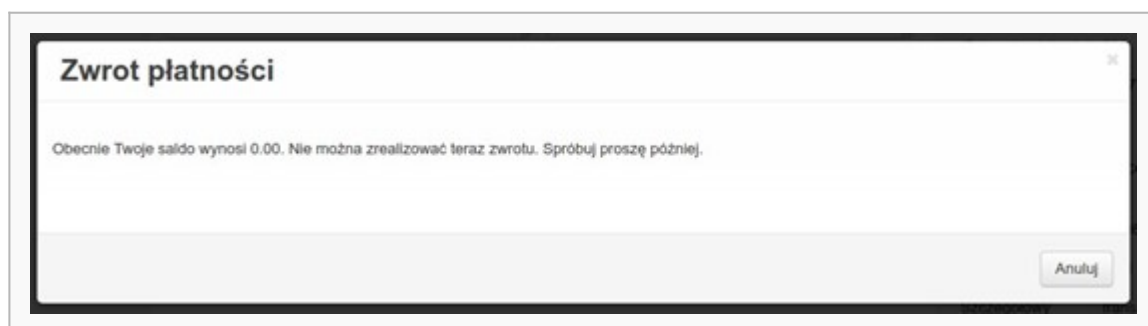 Zwrot płatności
Obecnie Twoje saldo wynosi 0.00. Nie można zrealizować teraz zwrotu. Spróbuj proszę później.
Anuluj